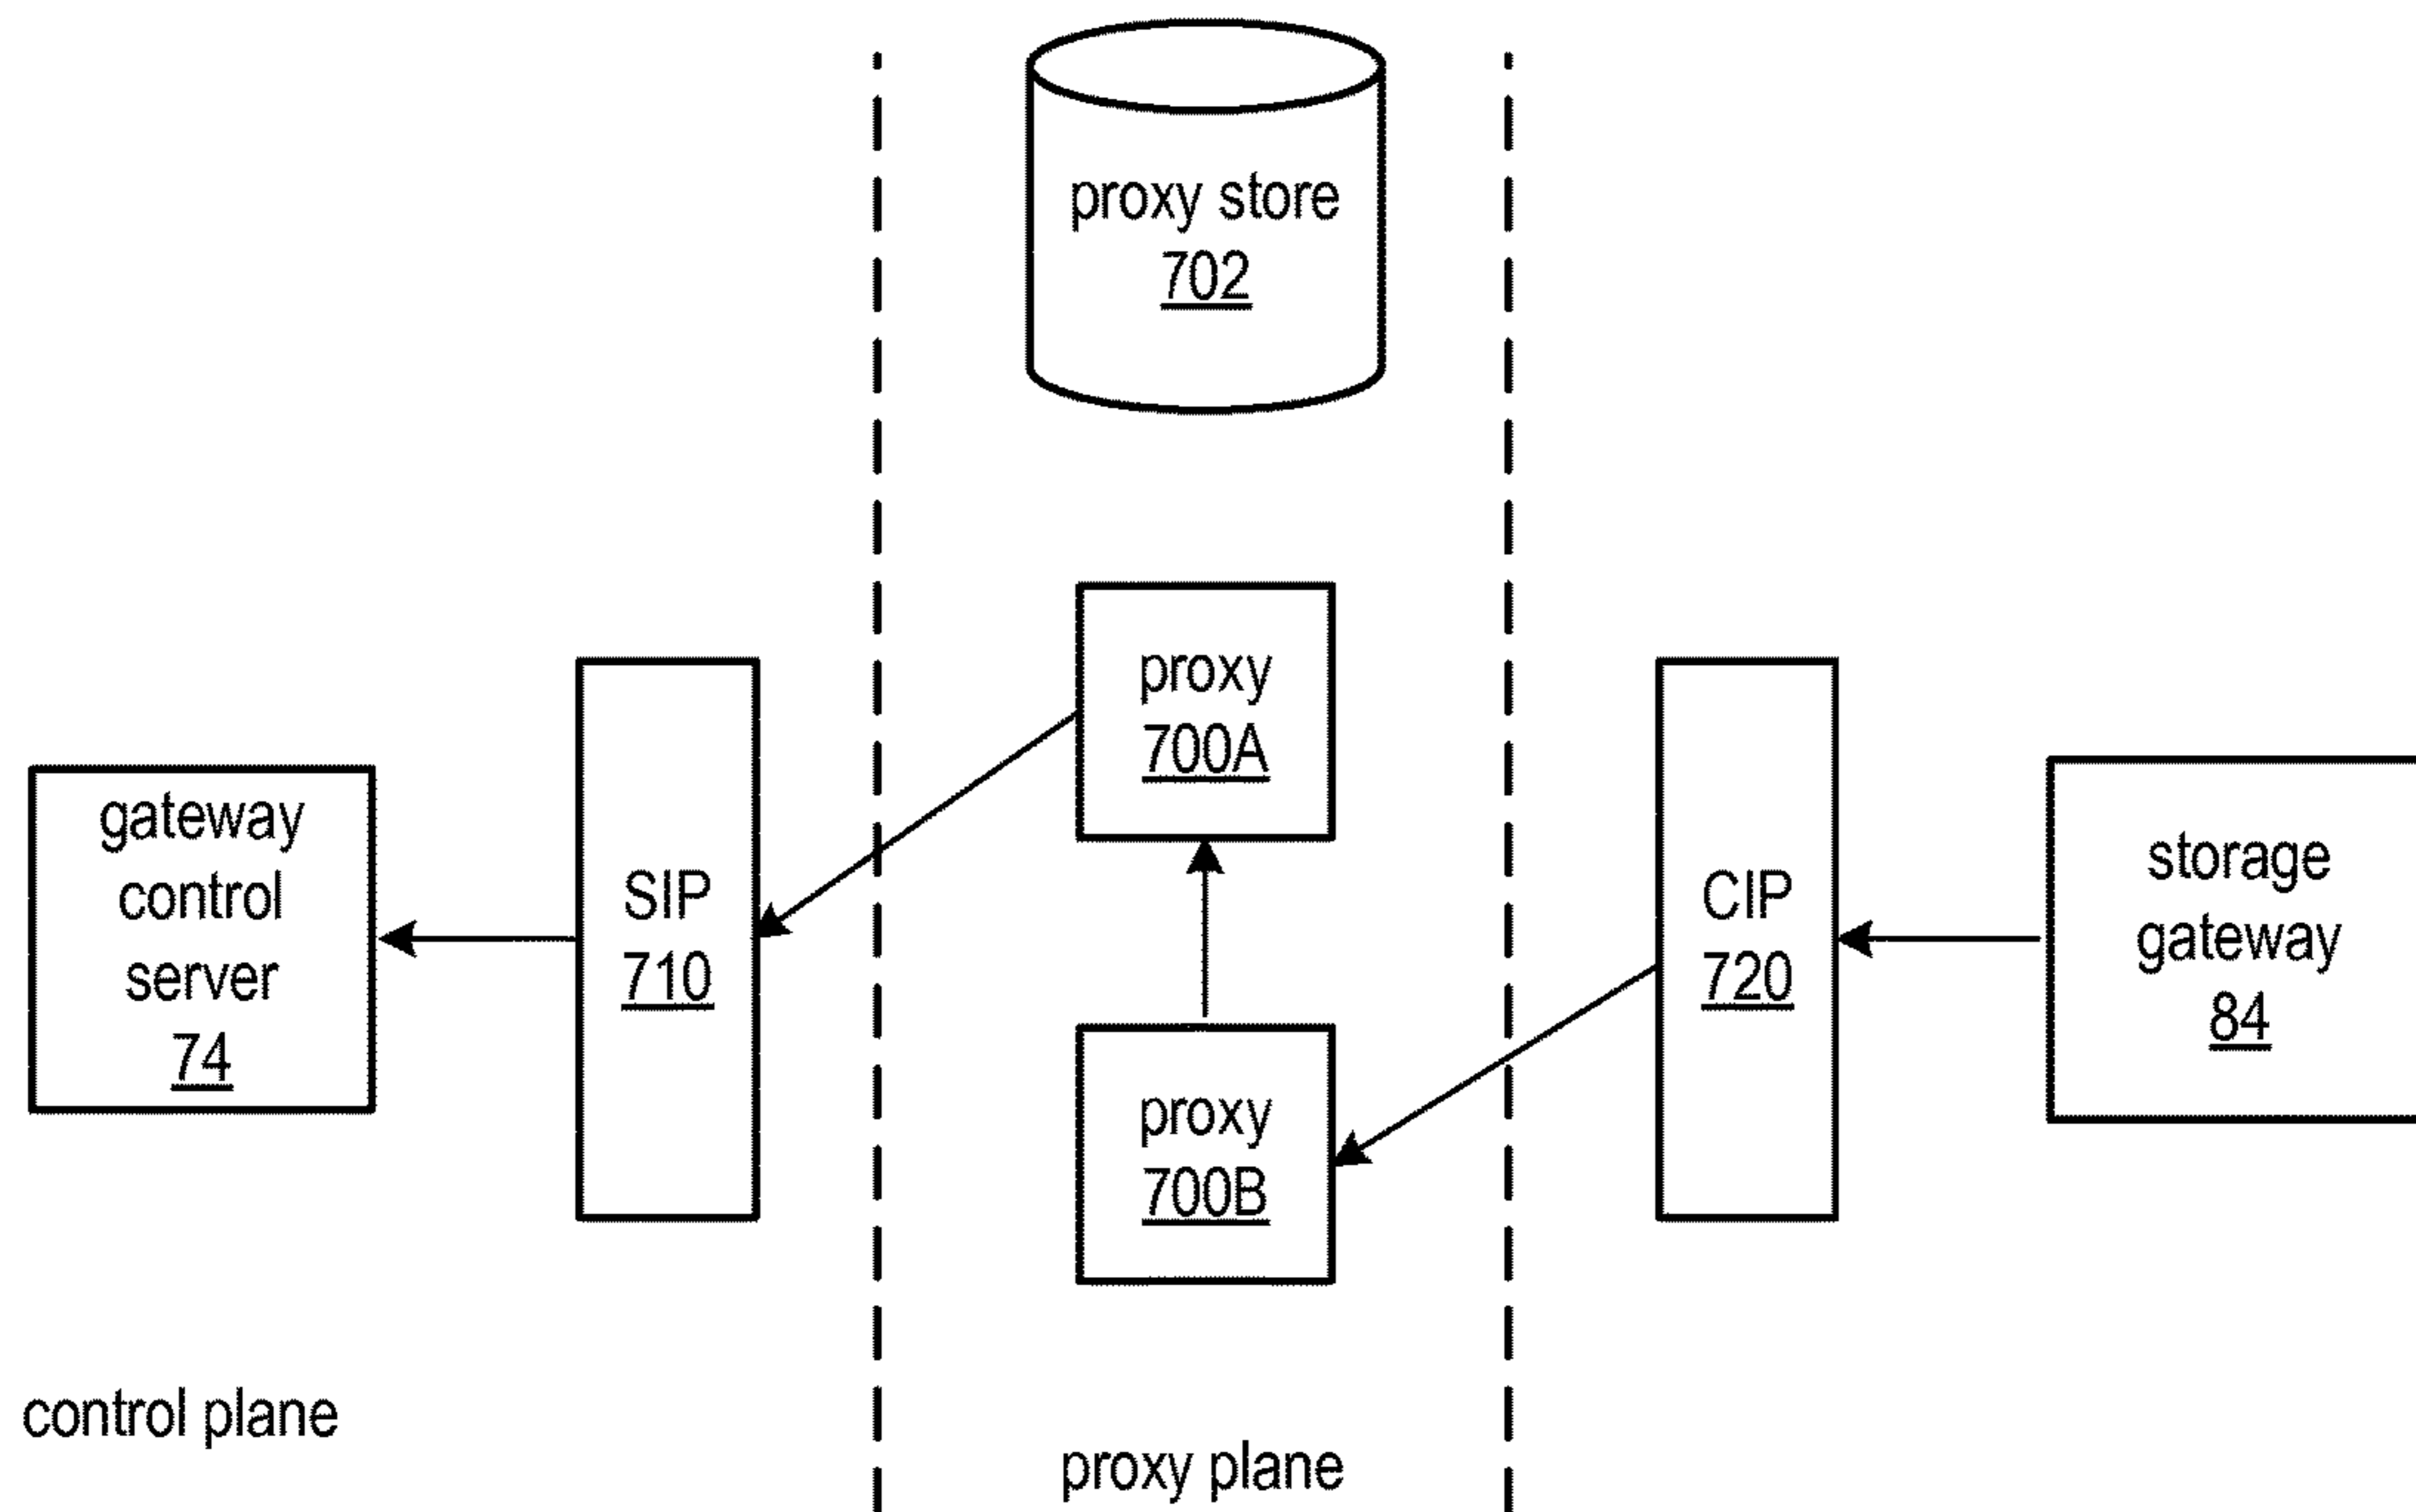 proxy store
702
proxy
700A
gateway
control
server
74
SIP
710
CIP
720
storage
gateway
84
proxy
700B
control plane
proxy plane